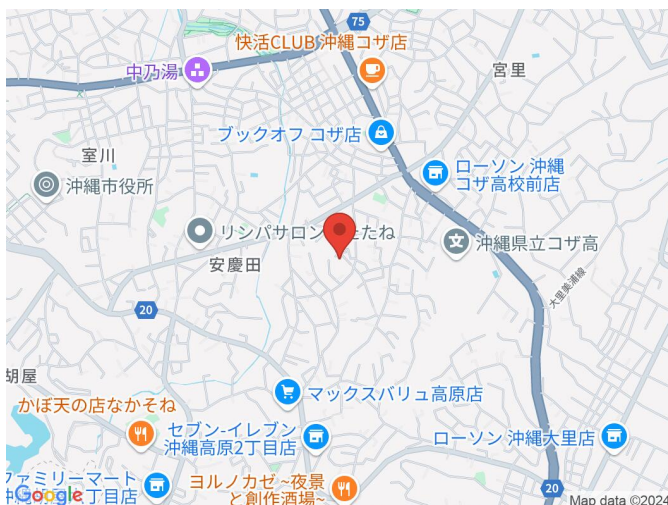 75
快活CLUB 沖縄コザ店
中乃湯
宮里
ブックオフ コザ店
室川
沖縄市役所
ローソン 沖縄
コザ高校前店
リンパサロン
たね
沖縄県立コザ高
安慶田
大里美浦線
20
胡屋
マックスバリュ高原店
かぼ天の店なかそね
セブン-イレブン
沖縄高原2丁目店
ローソン 沖縄大里店
ファミリーマート
丁目店
ヨルノカゼ ~夜景
と創作酒場~
20
Google
Map data ©2024